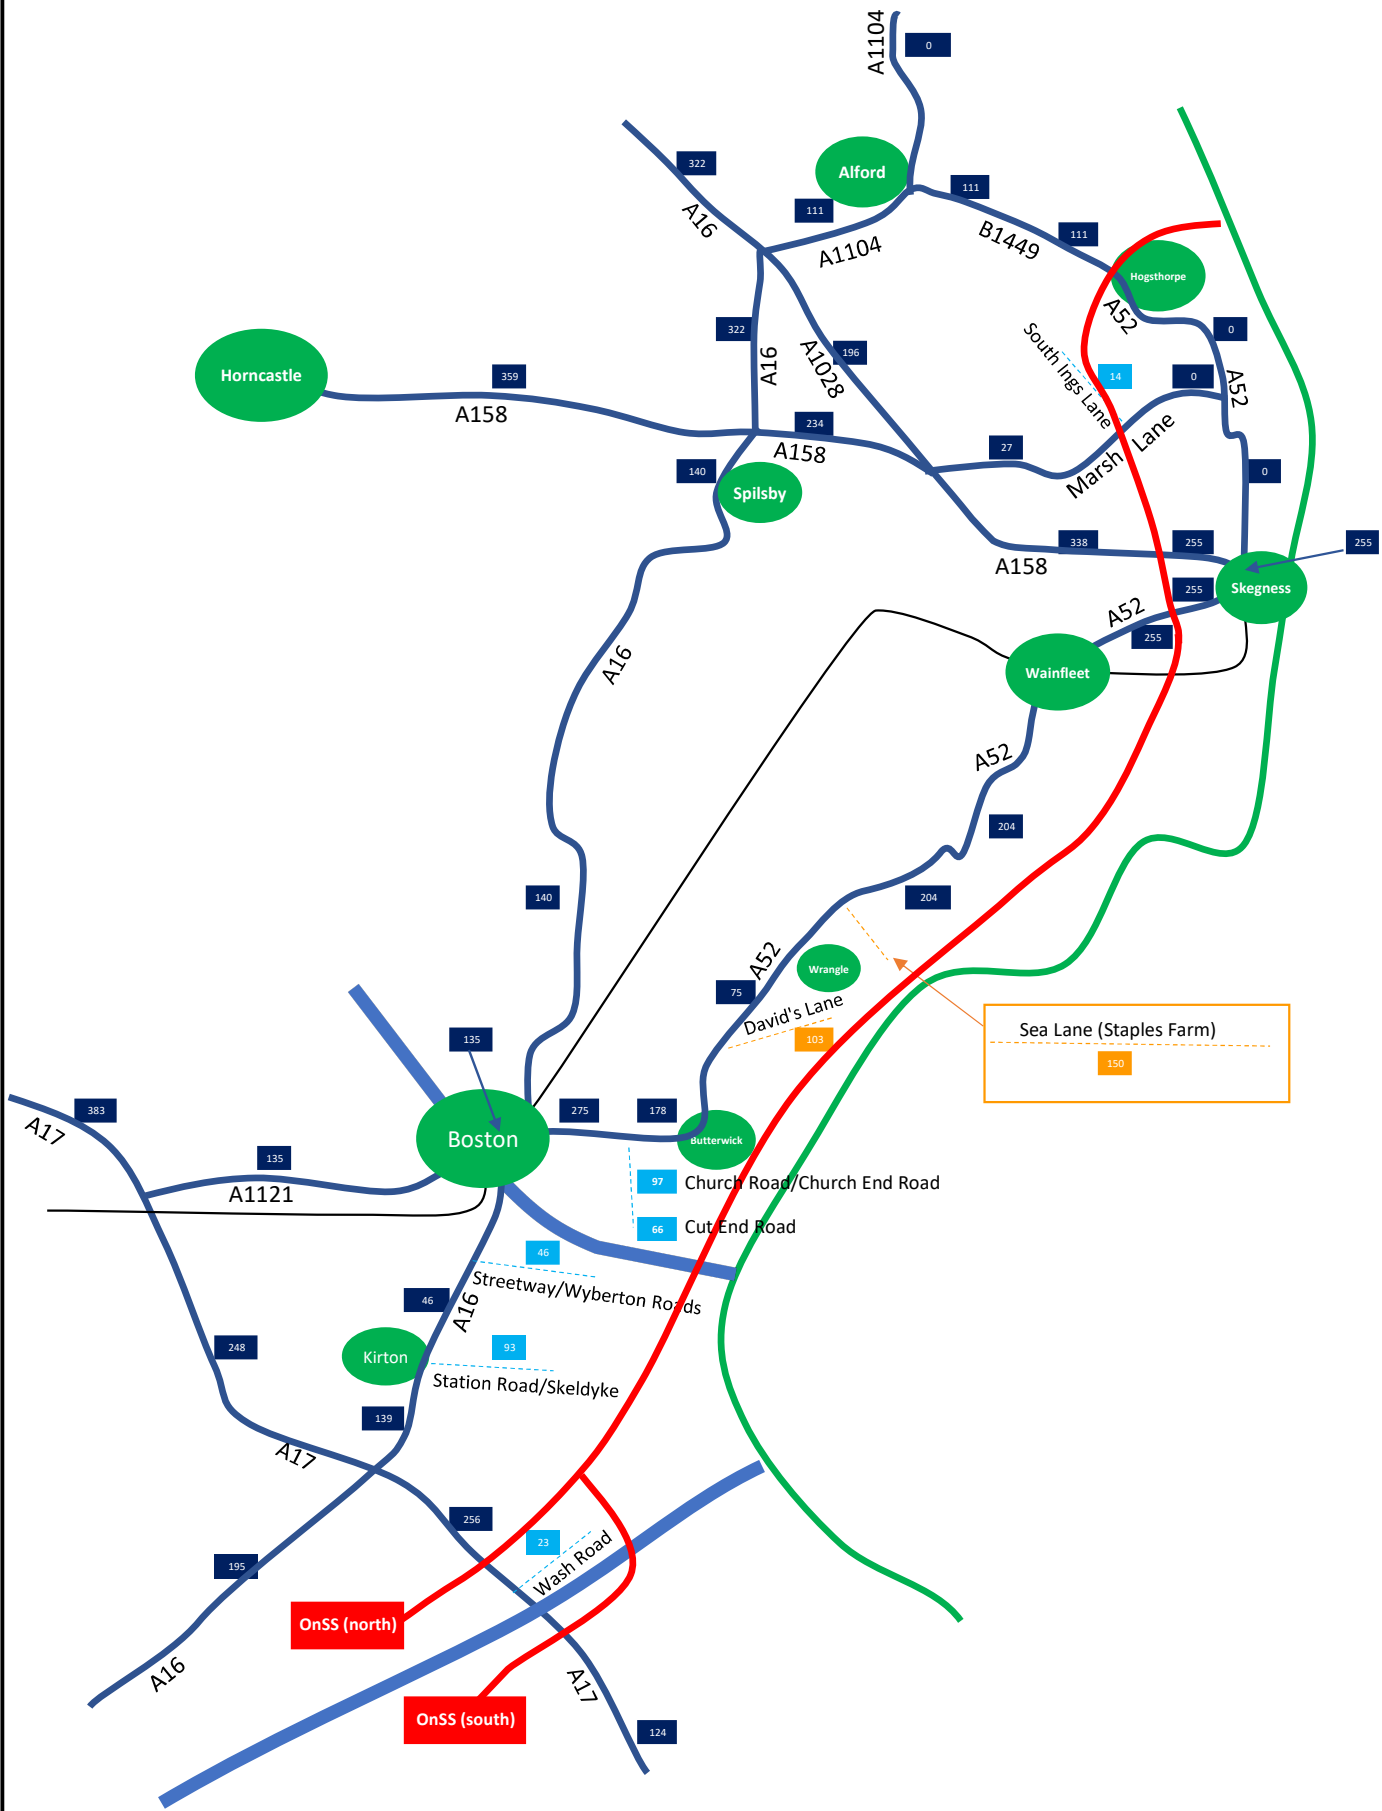 A1104
0
322
Alford
111
111
A16
A1104
B1449
111
Hogsthorpe
A52
322
0
A16
A1028
196
South Ings Lane
14
0
A52
Horncastle
359
A158
234
A158
27
Marsh Lane
140
Spilsby
0
338
255
255
A158
Skegness
255
A52
255
A16
Wainfleet
A52
204
140
204
A52
Wrangle
75
David's Lane
103
Sea Lane (Staples Farm)
150
135
383
A17
275
178
Boston
Butterwick
135
A1121
97
Church Road/Church End Road
66
Cut End Road
46
Streetway/Wyberton Roads
46
A16
248
Kirton
93
Station Road/Skeldyke
139
A17
256
23
Wash Road
195
OnSS (north)
A16
A17
OnSS (south)
124